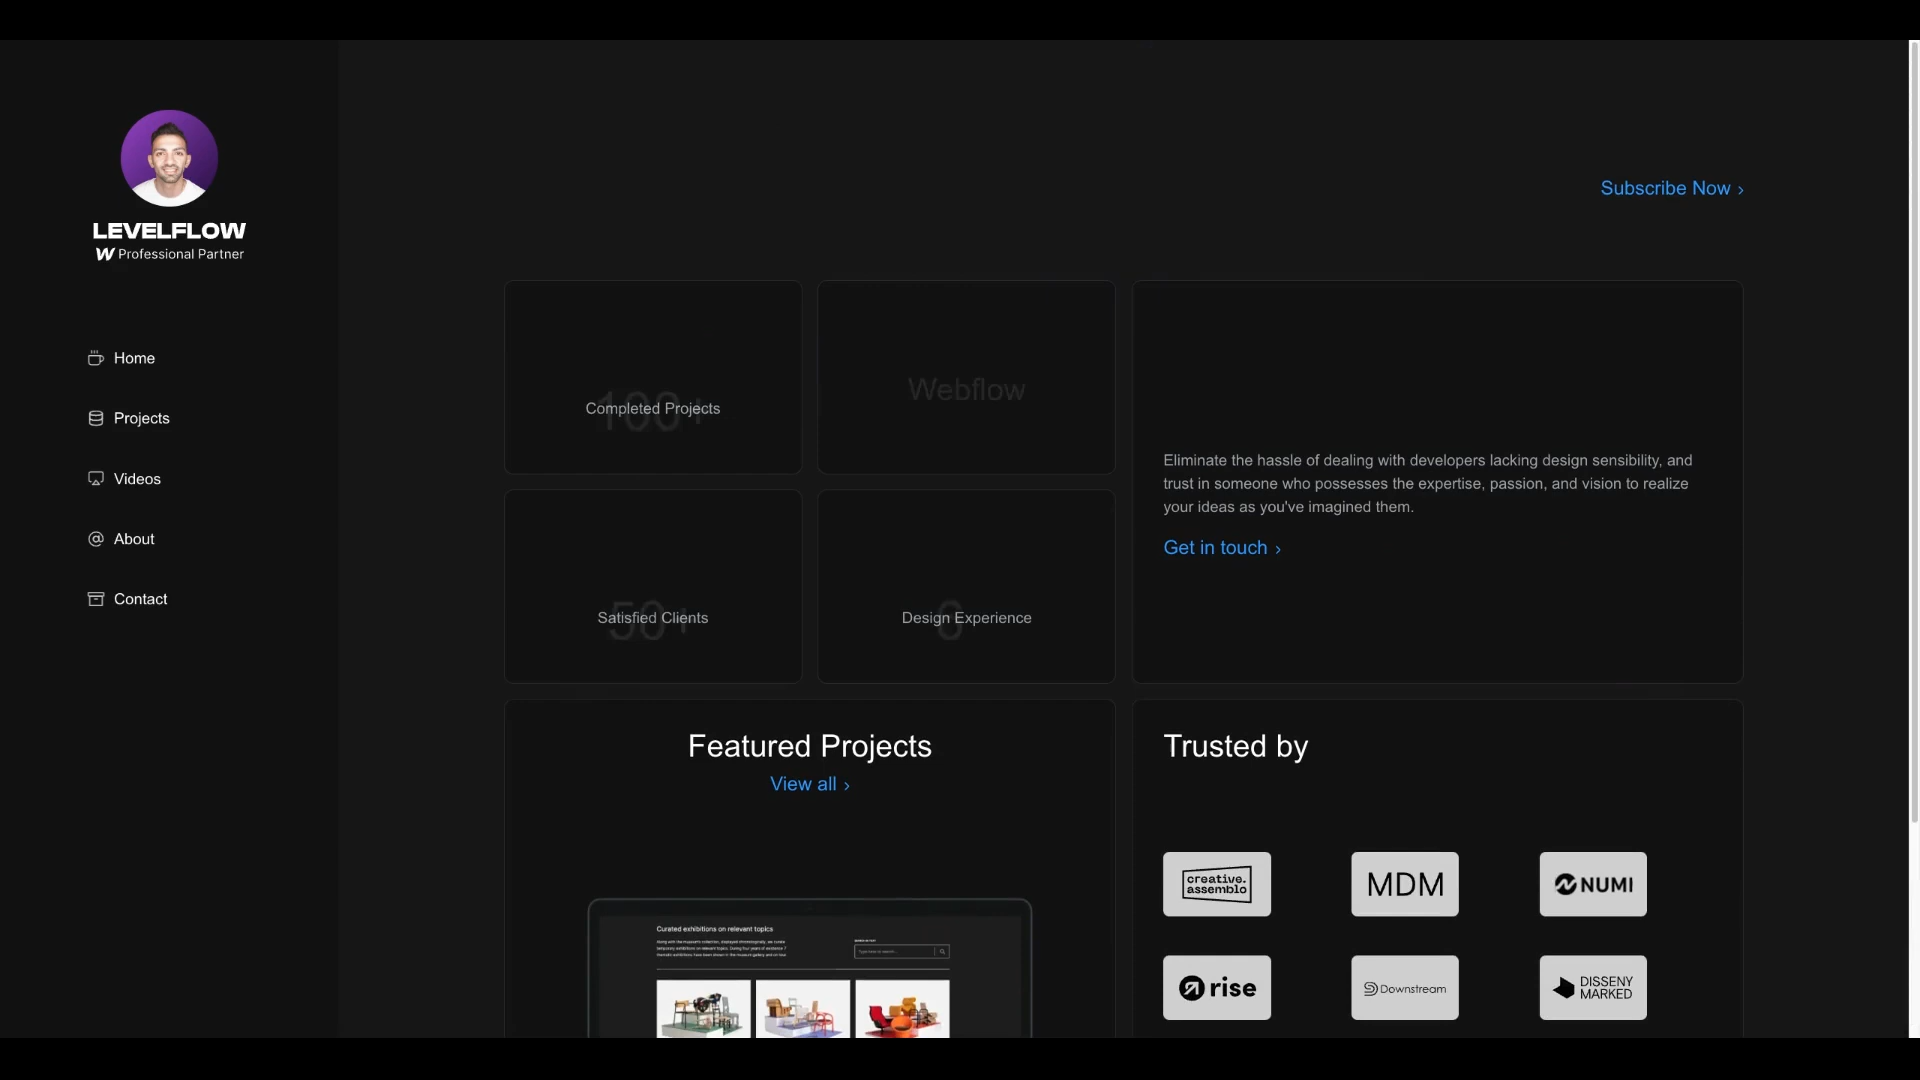 LEVELFLOW
W Professional Partner
Home
Projects
Videos
About
Contact
Subscribe Now ›
100+
Completed Projects
Webflow
50+
Satisfied Clients
6
Design Experience
Eliminate the hassle of dealing with developers lacking design sensibility, and
trust in someone who possesses the expertise, passion, and vision to realize
your ideas as you've imagined them.
Get in touch ›
Featured Projects
View all ›
Curated exhibitions on relevant topics
Trusted by
creative.
assemblo
MDM
NUMI
rise
Downstream
DISSENY
MARKED